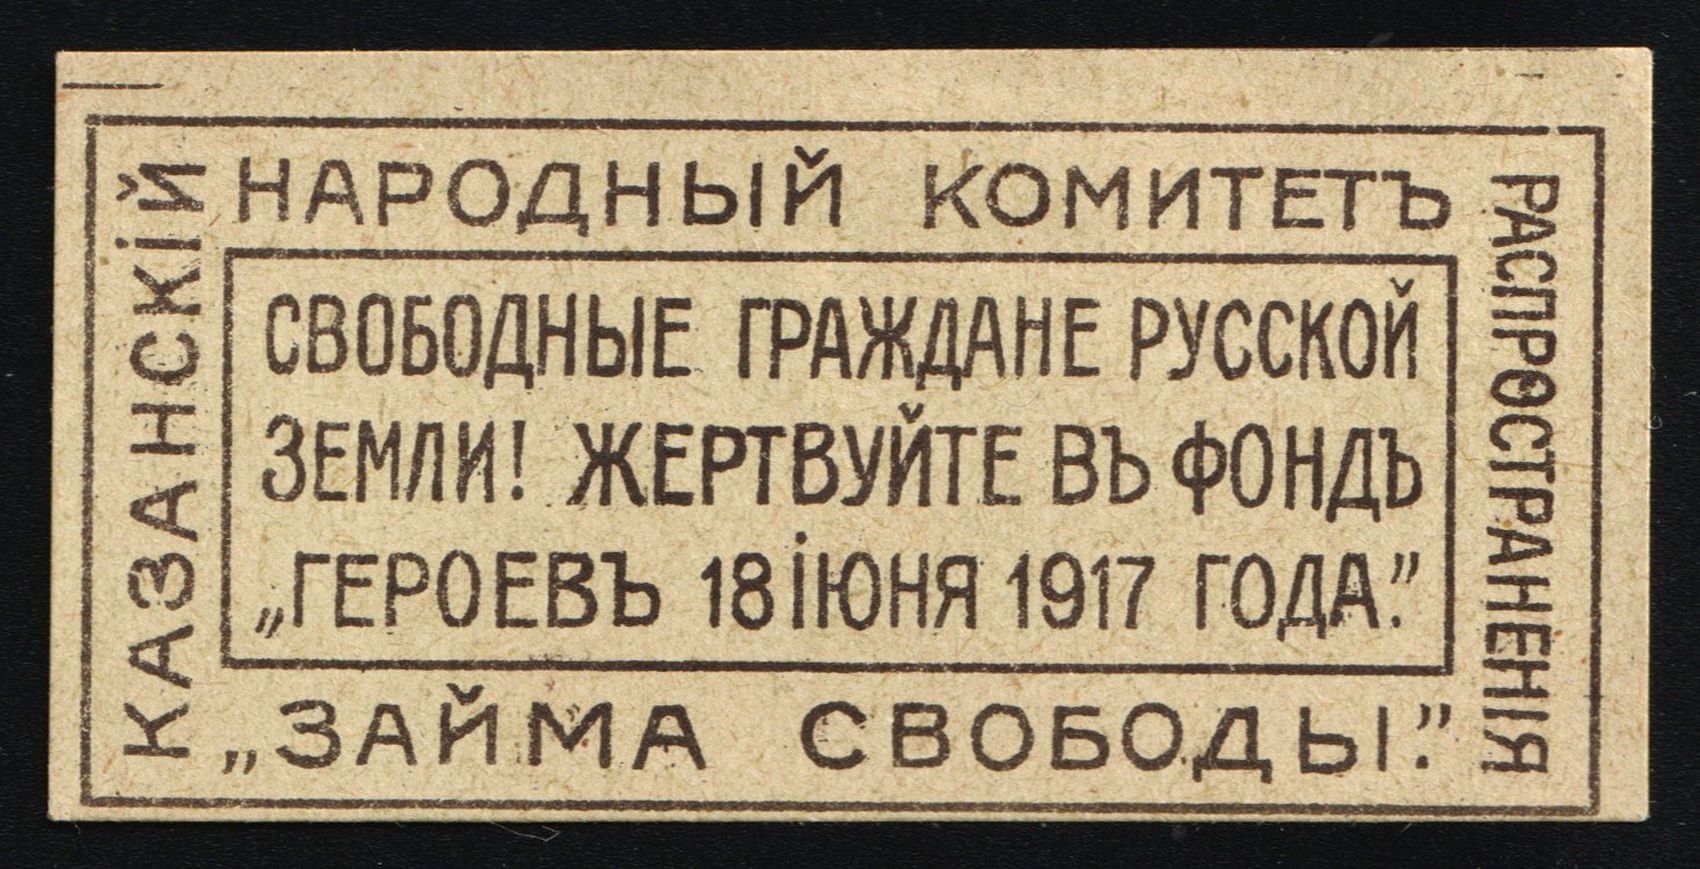 КАЗАНСКІЙ
НАРОДНЫЙ КОМИТЕТЪ
РАСПРОСТРАНЕНІЯ
„ЗАЙМА СВОБОДЫ.”
СВОБОДНЫЕ ГРАЖДАНЕ РУССКОЙ
ЗЕМЛИ! ЖЕРТВУЙТЕ ВЪ ФОНДЪ
„ГЕРОЕВЪ 18 ІЮНЯ 1917 ГОДА.”